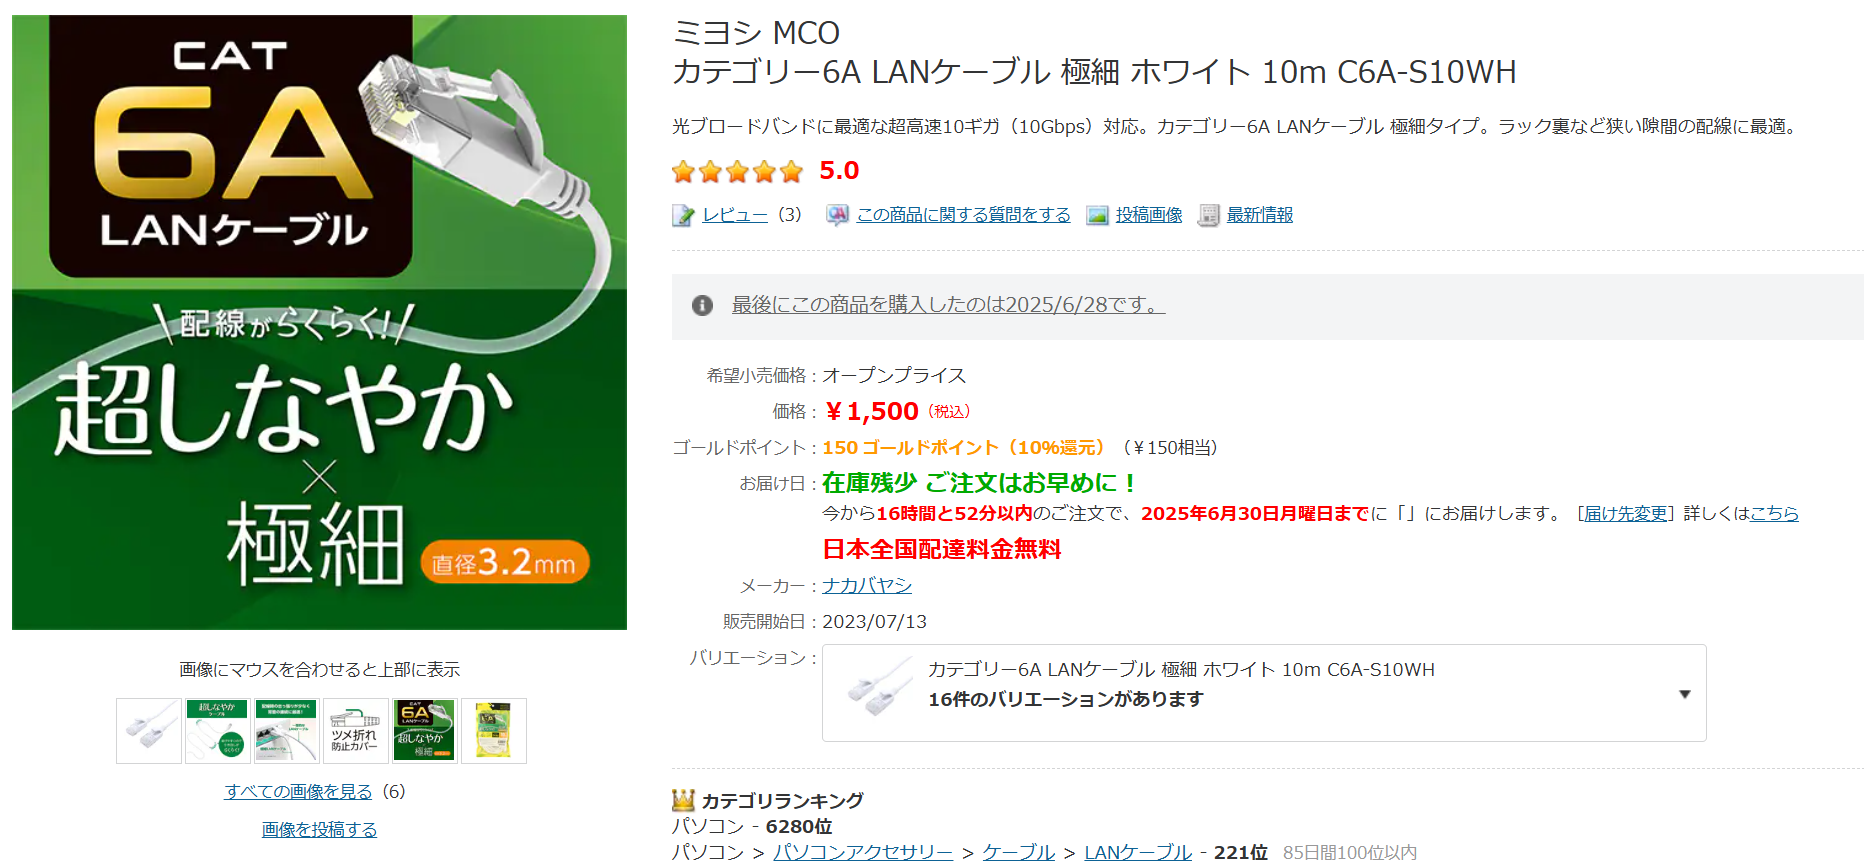 CAT
6A
LANケーブル
\配線がらくらく!/
超しなやか
×
極細 直径3.2mm
画像にマウスを合わせると上部に表示
超しなやか
ケーブル
ツメ折れ
防止カバー
CAT
6A
LANケーブル
超しなやか
極細
すべての画像を見る（6）
画像を投稿する
ミヨシ MCO
カテゴリー6A LANケーブル 極細 ホワイト 10m C6A-S10WH
光ブロードバンドに最適な超高速10ギガ（10Gbps）対応。カテゴリー6A LANケーブル 極細タイプ。ラック裏など狭い隙間の配線に最適。
5.0
レビュー（3） この商品に関する質問をする 投稿画像 最新情報
最後にこの商品を購入したのは2025/6/28です。
希望小売価格：オープンプライス
価格：￥1,500（税込）
ゴールドポイント：150 ゴールドポイント（10%還元）（￥150相当）
お届け日：在庫残少 ご注文はお早めに！
今から16時間と52分以内のご注文で、2025年6月30日月曜日までに「」にお届けします。［届け先変更］詳しくはこちら
日本全国配達料金無料
メーカー：ナカバヤシ
販売開始日：2023/07/13
バリエーション：カテゴリー6A LANケーブル 極細 ホワイト 10m C6A-S10WH
16件のバリエーションがあります
カテゴリランキング
パソコン - 6280位
パソコン > パソコンアクセサリー > ケーブル > LANケーブル - 221位 85日間100位以内